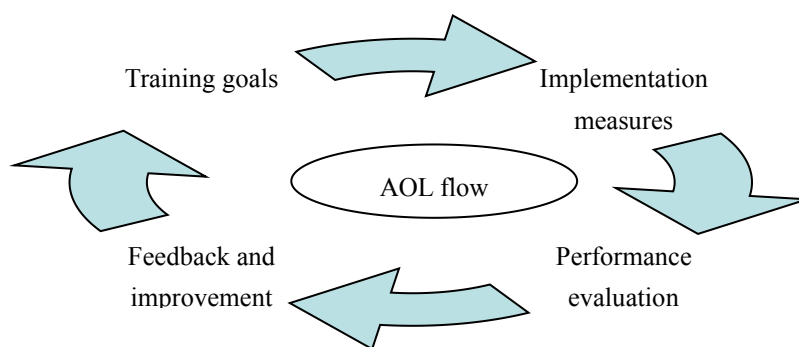 Training goals
Implementation
measures
AOL flow
Feedback and
improvement
Performance
evaluation